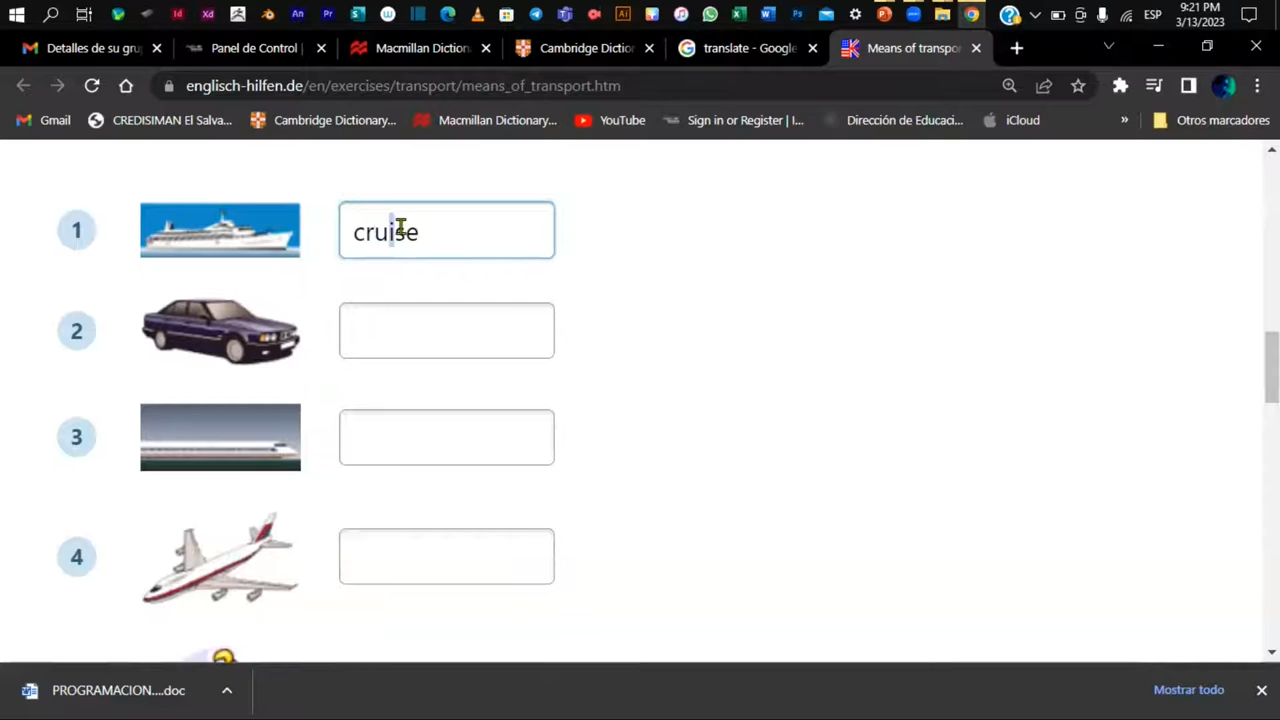 9:21 PM
ESP
3/13/2023
Detalles de su gru
Panel de Control |
Macmillan Diction
Cambridge Dictio
translate - Google
Means of transpo
englisch-hilfen.de/en/exercises/transport/means_of_transport.htm
Gmail
CREDISIMAN El Salva...
Cambridge Dictionary...
Macmillan Dictionary...
YouTube
Sign in or Register | I...
Dirección de Educaci...
iCloud
»
Otros marcadores
1
cruise
2
3
4
PROGRAMACION....doc
Mostrar todo